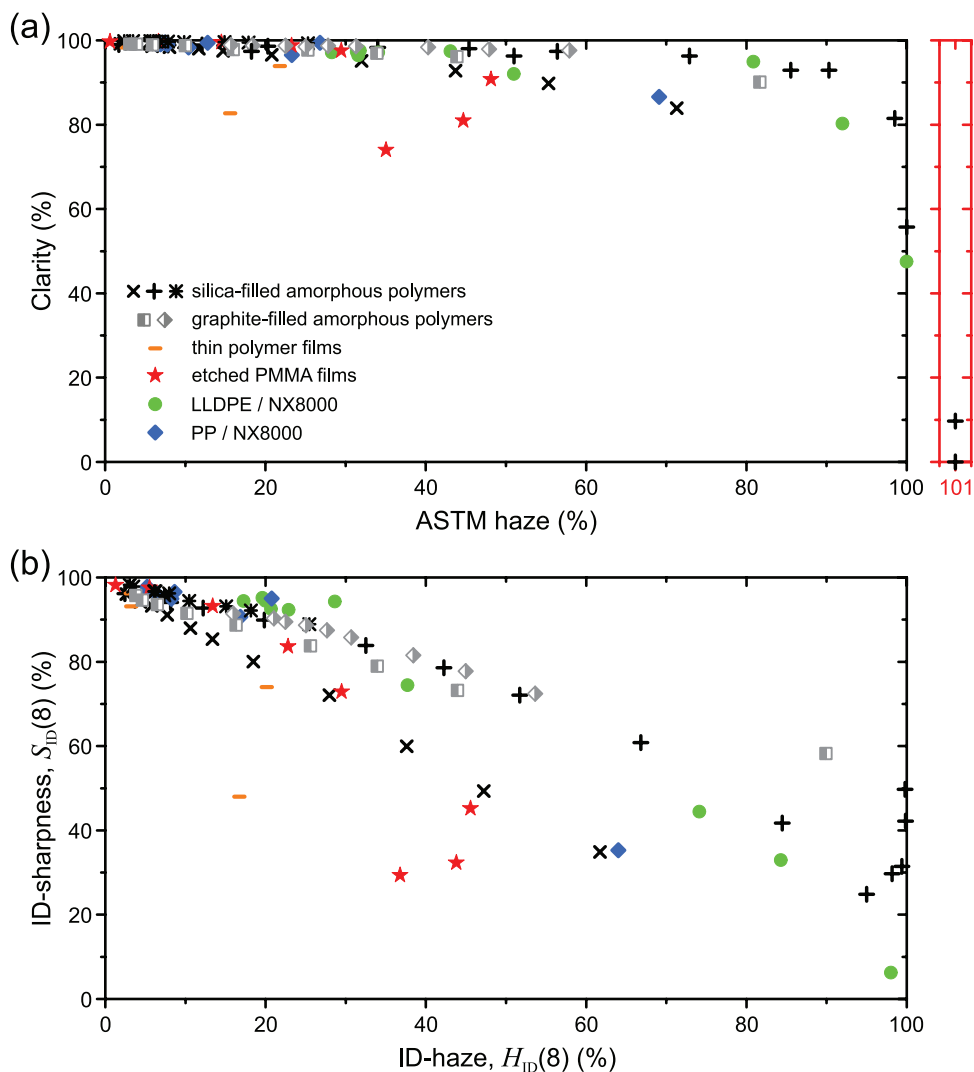 (a)
100
80
60
40
20
0
Clarity (%)
silica-filled amorphous polymers
graphite-filled amorphous polymers
thin polymer films
etched PMMA films
LLDPE / NX8000
PP / NX8000
0 20 40 60 80 100 101
ASTM haze (%)
(b)
100
80
60
40
20
0
ID-sharpness, S_ID(8) (%)
0 20 40 60 80 100
ID-haze, H_ID(8) (%)